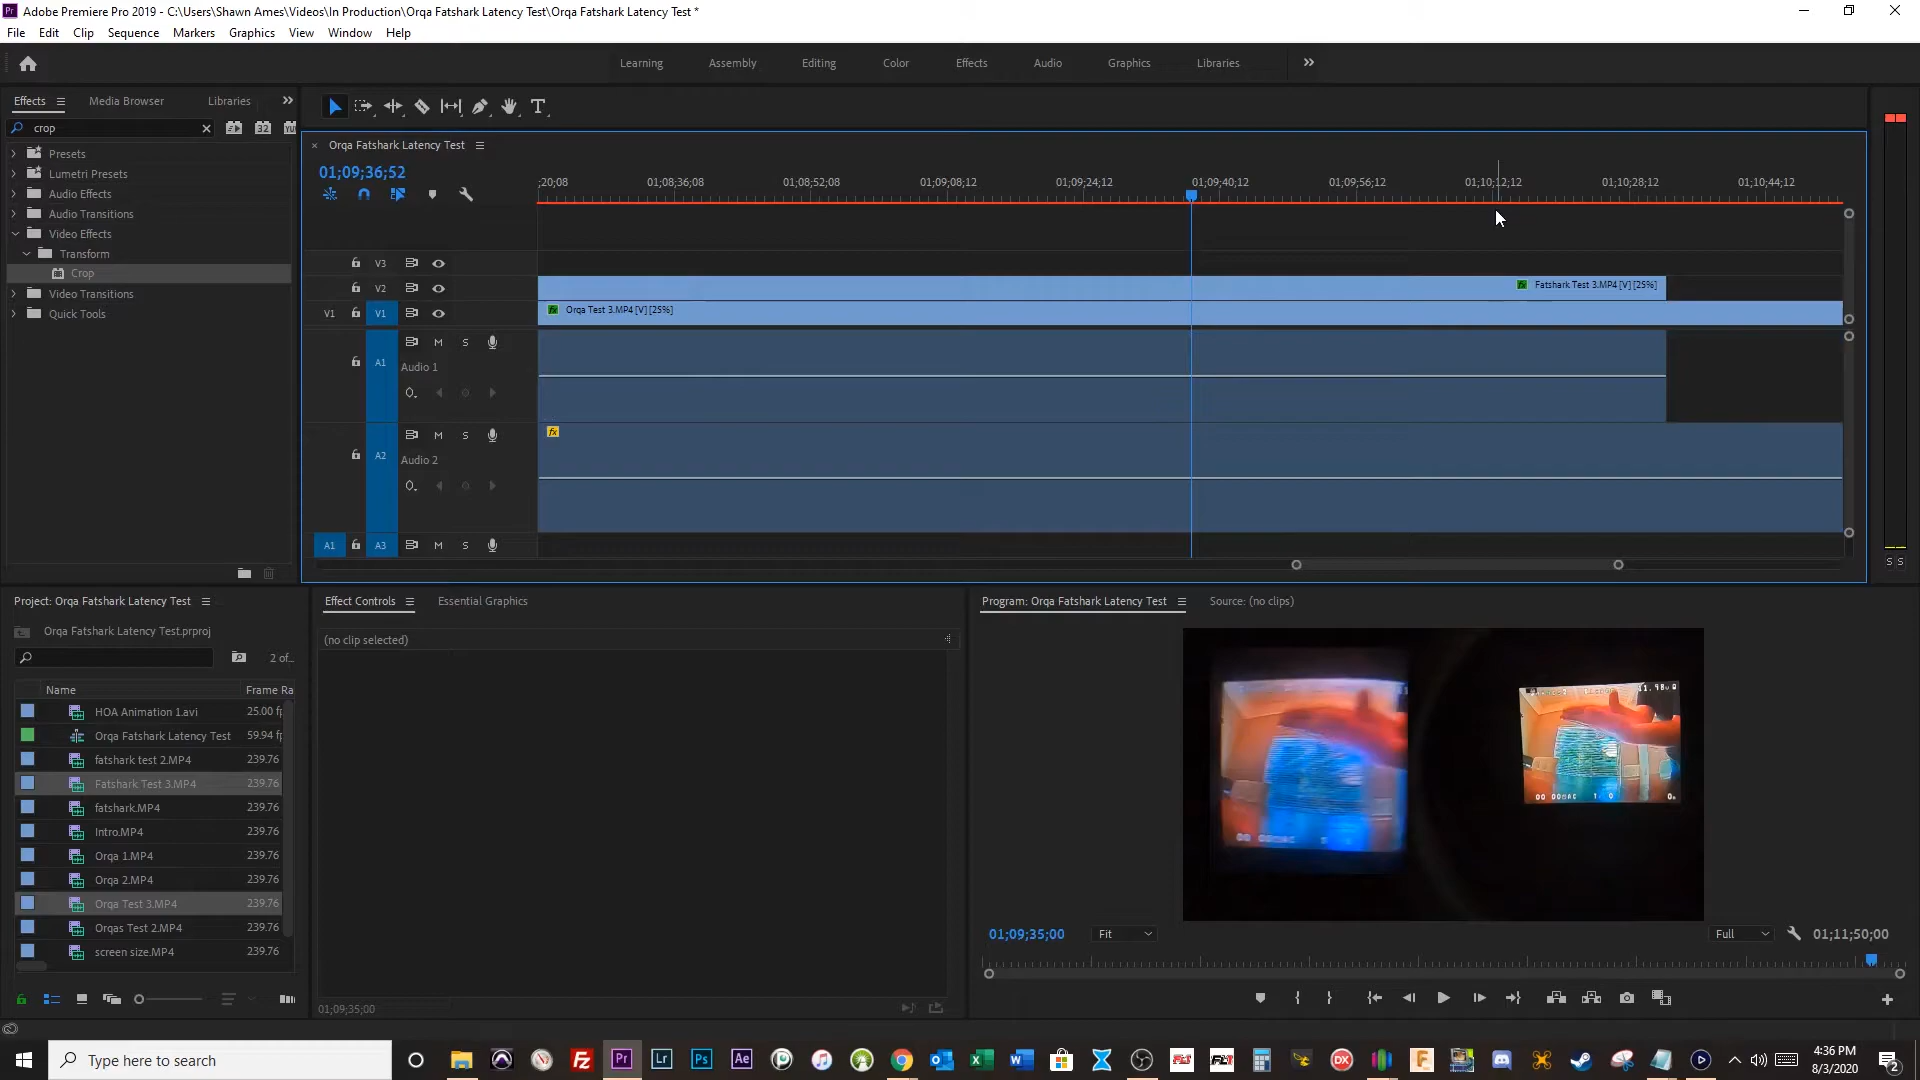 Adobe Premiere Pro 2019 - C:\Users\Shawn Ames\Videos\In Production\Orqa Fatshark Latency Test\Orqa Fatshark Latency Test *
File Edit Clip Sequence Markers Graphics View Window Help
Learning Assembly Editing Color Effects Audio Graphics Libraries
Effects Media Browser Libraries
crop
Presets
Lumetri Presets
Audio Effects
Audio Transitions
Video Effects
Transform
Crop
Video Transitions
Quick Tools
Orqa Fatshark Latency Test
01;09;36;52
;20;08 01;08;36;08 01;08;52;08 01;09;08;12 01;09;24;12 01;09;40;12 01;09;56;12 01;10;12;12 01;10;28;12 01;10;44;12
V3
V2 Fatshark Test 3.MP4 [V] [25%]
V1 V1 Orqa Test 3.MP4 [V] [25%]
A1 M S
Audio 1
A2 M S
Audio 2
A1 A3 M S
S S
Project: Orqa Fatshark Latency Test
Orqa Fatshark Latency Test.prproj
2 of...
Name Frame Ra
HOA Animation 1.avi 25.00 f
Orqa Fatshark Latency Test 59.94 f
fatshark test 2.MP4 239.76
Fatshark Test 3.MP4 239.76
fatshark.MP4 239.76
Intro.MP4 239.76
Orqa 1.MP4 239.76
Orqa 2.MP4 239.76
Orqa Test 3.MP4 239.76
Orqas Test 2.MP4 239.76
screen size.MP4 239.76
Effect Controls Essential Graphics
(no clip selected)
01;09;35;00
Program: Orqa Fatshark Latency Test Source: (no clips)
01;09;35;00 Fit Full 01;11;50;00
Type here to search
4:36 PM
8/3/2020
2